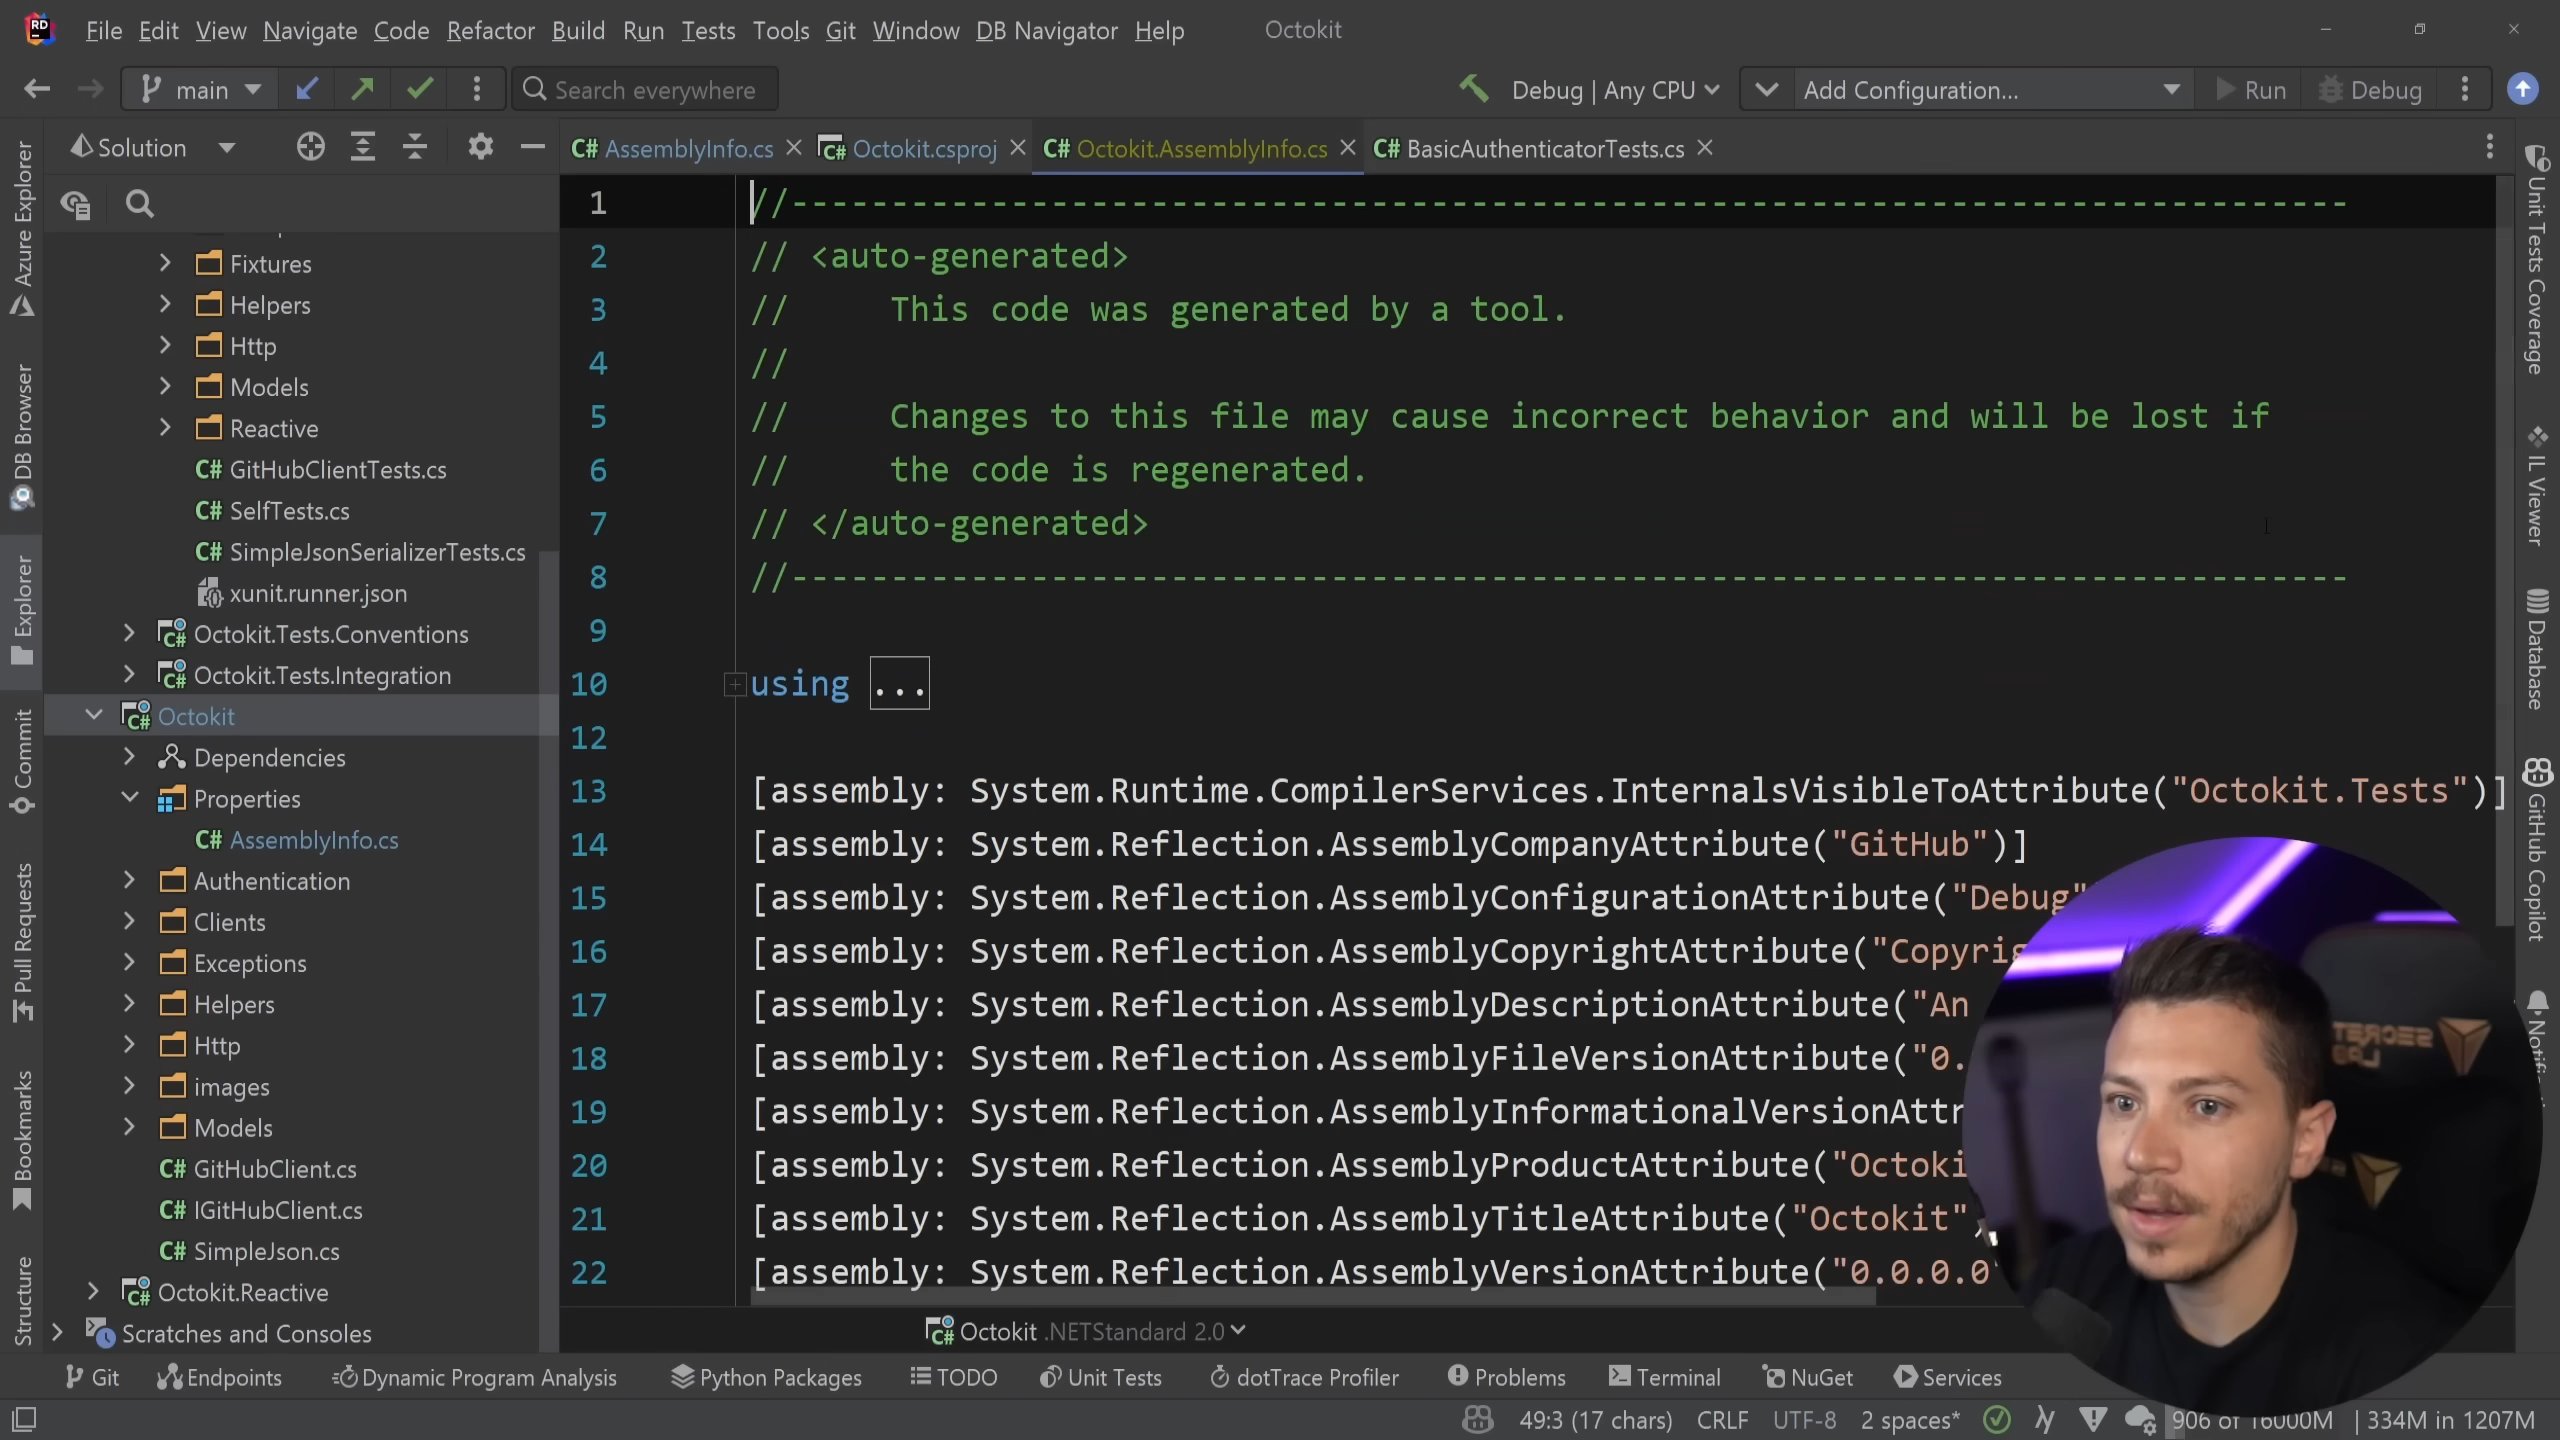 RD File Edit View Navigate Code Refactor Build Run Tests Tools Git Window DB Navigator Help Octokit
main Search everywhere Debug | Any CPU Add Configuration... Run Debug
Solution
AssemblyInfo.cs Octokit.csproj Octokit.AssemblyInfo.cs BasicAuthenticatorTests.cs
Azure Explorer
DB Browser
Explorer
Commit
Pull Requests
Bookmarks
Structure
Fixtures
Helpers
Http
Models
Reactive
C# GitHubClientTests.cs
C# SelfTests.cs
C# SimpleJsonSerializerTests.cs
xunit.runner.json
Octokit.Tests.Conventions
Octokit.Tests.Integration
Octokit
Dependencies
Properties
C# AssemblyInfo.cs
Authentication
Clients
Exceptions
Helpers
Http
images
Models
C# GitHubClient.cs
C# IGitHubClient.cs
C# SimpleJson.cs
Octokit.Reactive
Scratches and Consoles
1 //------------------------------------------------------------------------------
2 // <auto-generated>
3 //     This code was generated by a tool.
4 //
5 //     Changes to this file may cause incorrect behavior and will be lost if
6 //     the code is regenerated.
7 // </auto-generated>
8 //------------------------------------------------------------------------------
9
10 using ...
12
13 [assembly: System.Runtime.CompilerServices.InternalsVisibleToAttribute("Octokit.Tests")]
14 [assembly: System.Reflection.AssemblyCompanyAttribute("GitHub")]
15 [assembly: System.Reflection.AssemblyConfigurationAttribute("Debug"
16 [assembly: System.Reflection.AssemblyCopyrightAttribute("Copyrig
17 [assembly: System.Reflection.AssemblyDescriptionAttribute("An
18 [assembly: System.Reflection.AssemblyFileVersionAttribute("0.
19 [assembly: System.Reflection.AssemblyInformationalVersionAttr
20 [assembly: System.Reflection.AssemblyProductAttribute("Octoki
21 [assembly: System.Reflection.AssemblyTitleAttribute("Octokit")
22 [assembly: System.Reflection.AssemblyVersionAttribute("0.0.0.0"
Octokit .NETStandard 2.0
Unit Tests Coverage
IL Viewer
Database
GitHub Copilot
Notific
SECRET
LAB
Git Endpoints Dynamic Program Analysis Python Packages TODO Unit Tests dotTrace Profiler Problems Terminal NuGet Services
49:3 (17 chars) CRLF UTF-8 2 spaces* 906 of 16000M | 334M in 1207M